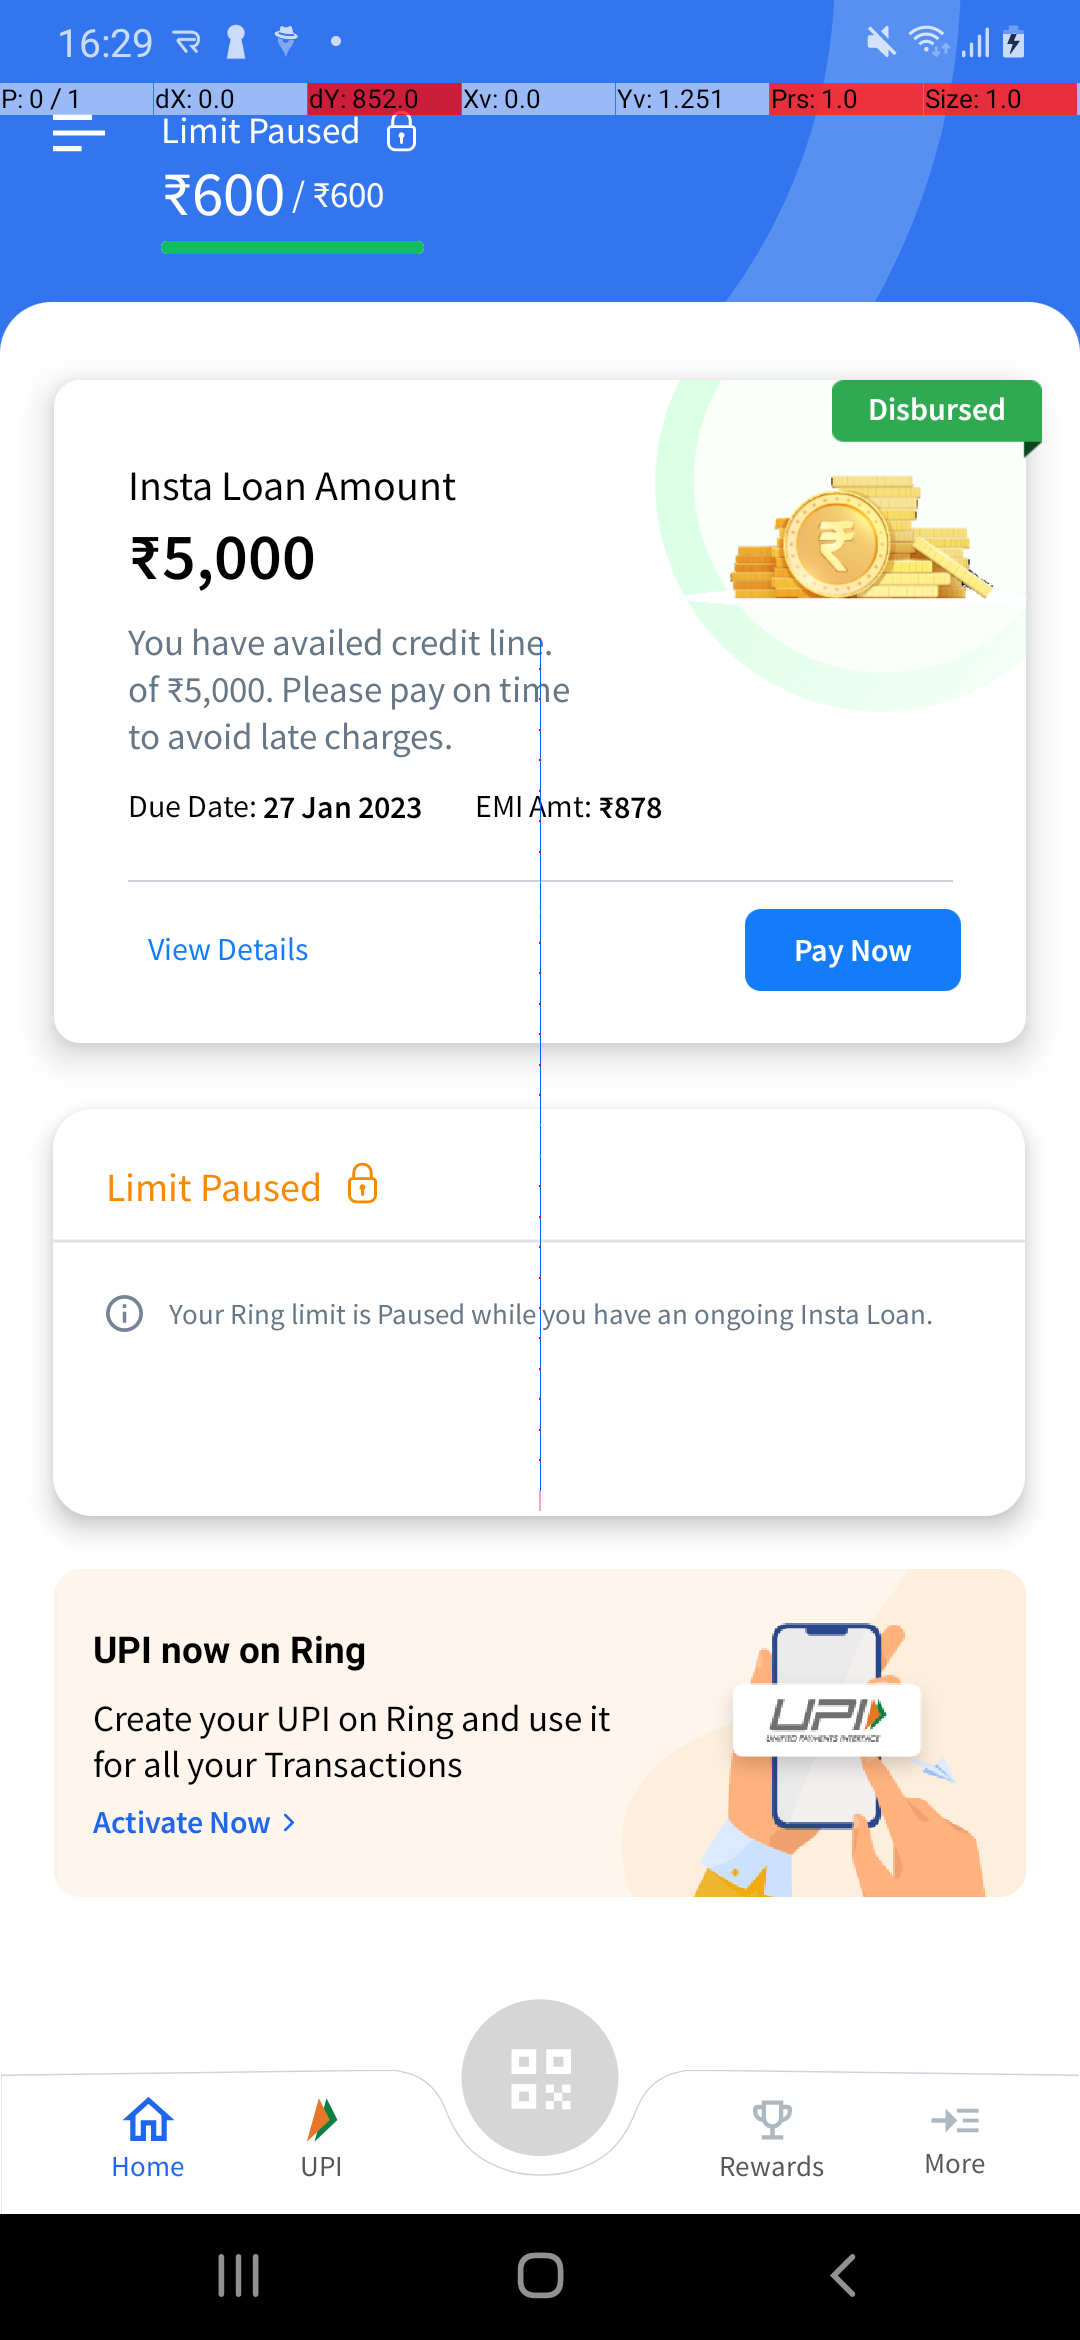 16:29
P: 0 / 1 dX: 0.0 dY: 852.0 Xv: 0.0 Yv: 1.251 Prs: 1.0 Size: 1.0
Limit Paused
₹600 / ₹600
Disbursed
Insta Loan Amount
₹5,000
You have availed credit line.
of ₹5,000. Please pay on time
to avoid late charges.
Due Date: 27 Jan 2023 EMI Amt: ₹878
View Details Pay Now
Limit Paused
Your Ring limit is Paused while you have an ongoing Insta Loan.
UPI now on Ring
Create your UPI on Ring and use it
for all your Transactions
Activate Now >
UPI
UNIFIED PAYMENTS INTERFACE
Home UPI Rewards More